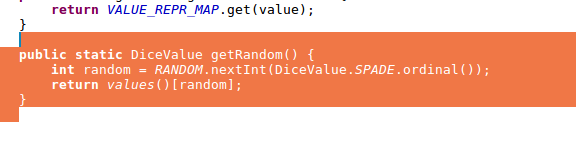 return VALUE_REPR_MAP.get(value);
}
public static DiceValue getRandom() {
int random = RANDOM.nextInt(DiceValue.SPADE.ordinal());
return values()[random];
}